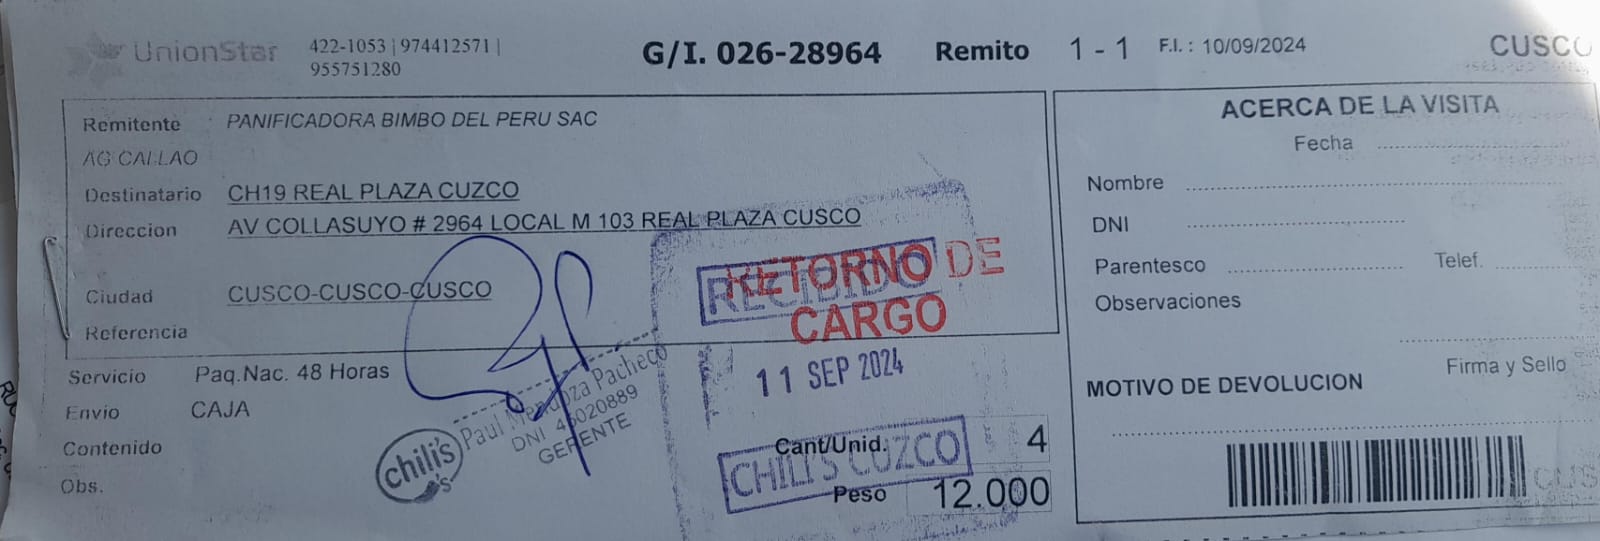 UnionStar 422-1053 | 974412571 |
955751280
G/I. 026-28964 Remito 1 - 1 F.I. : 10/09/2024 CUSCO
Remitente : PANIFICADORA BIMBO DEL PERU SAC
AG CALLAO
Destinatario CH19 REAL PLAZA CUZCO
Direccion AV COLLASUYO # 2964 LOCAL M 103 REAL PLAZA CUSCO
Ciudad CUSCO-CUSCO-CUSCO
Referencia
Servicio Paq.Nac. 48 Horas
Envio CAJA
Contenido
Obs.
RETORNO DE
CARGO
RECIBIDO
11 SEP 2024
CHILI'S CUZCO
Cant/Unid. 4
Peso 12.000
chili's
Paul Mendoza Pacheco
DNI 45020889
GERENTE
ACERCA DE LA VISITA
Fecha
Nombre
DNI
Parentesco Telef.
Observaciones
Firma y Sello
MOTIVO DE DEVOLUCION